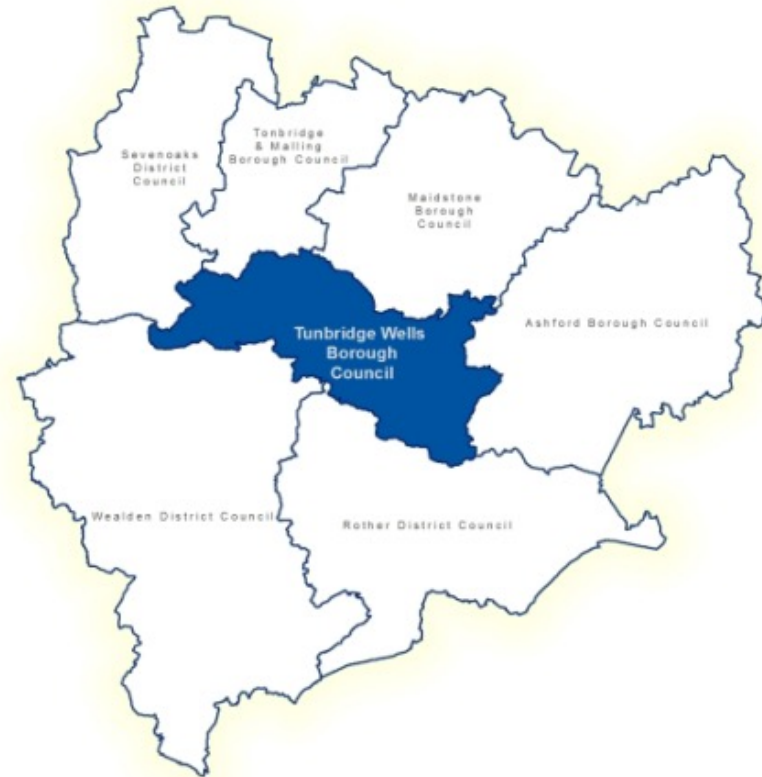 Tonbridge
& Malling
Borough Council
Sevenoaks
District
Council
Maidstone
Borough
Council
Ashford Borough Council
Tunbridge Wells
Borough
Council
Wealden District Council
Rother District Council